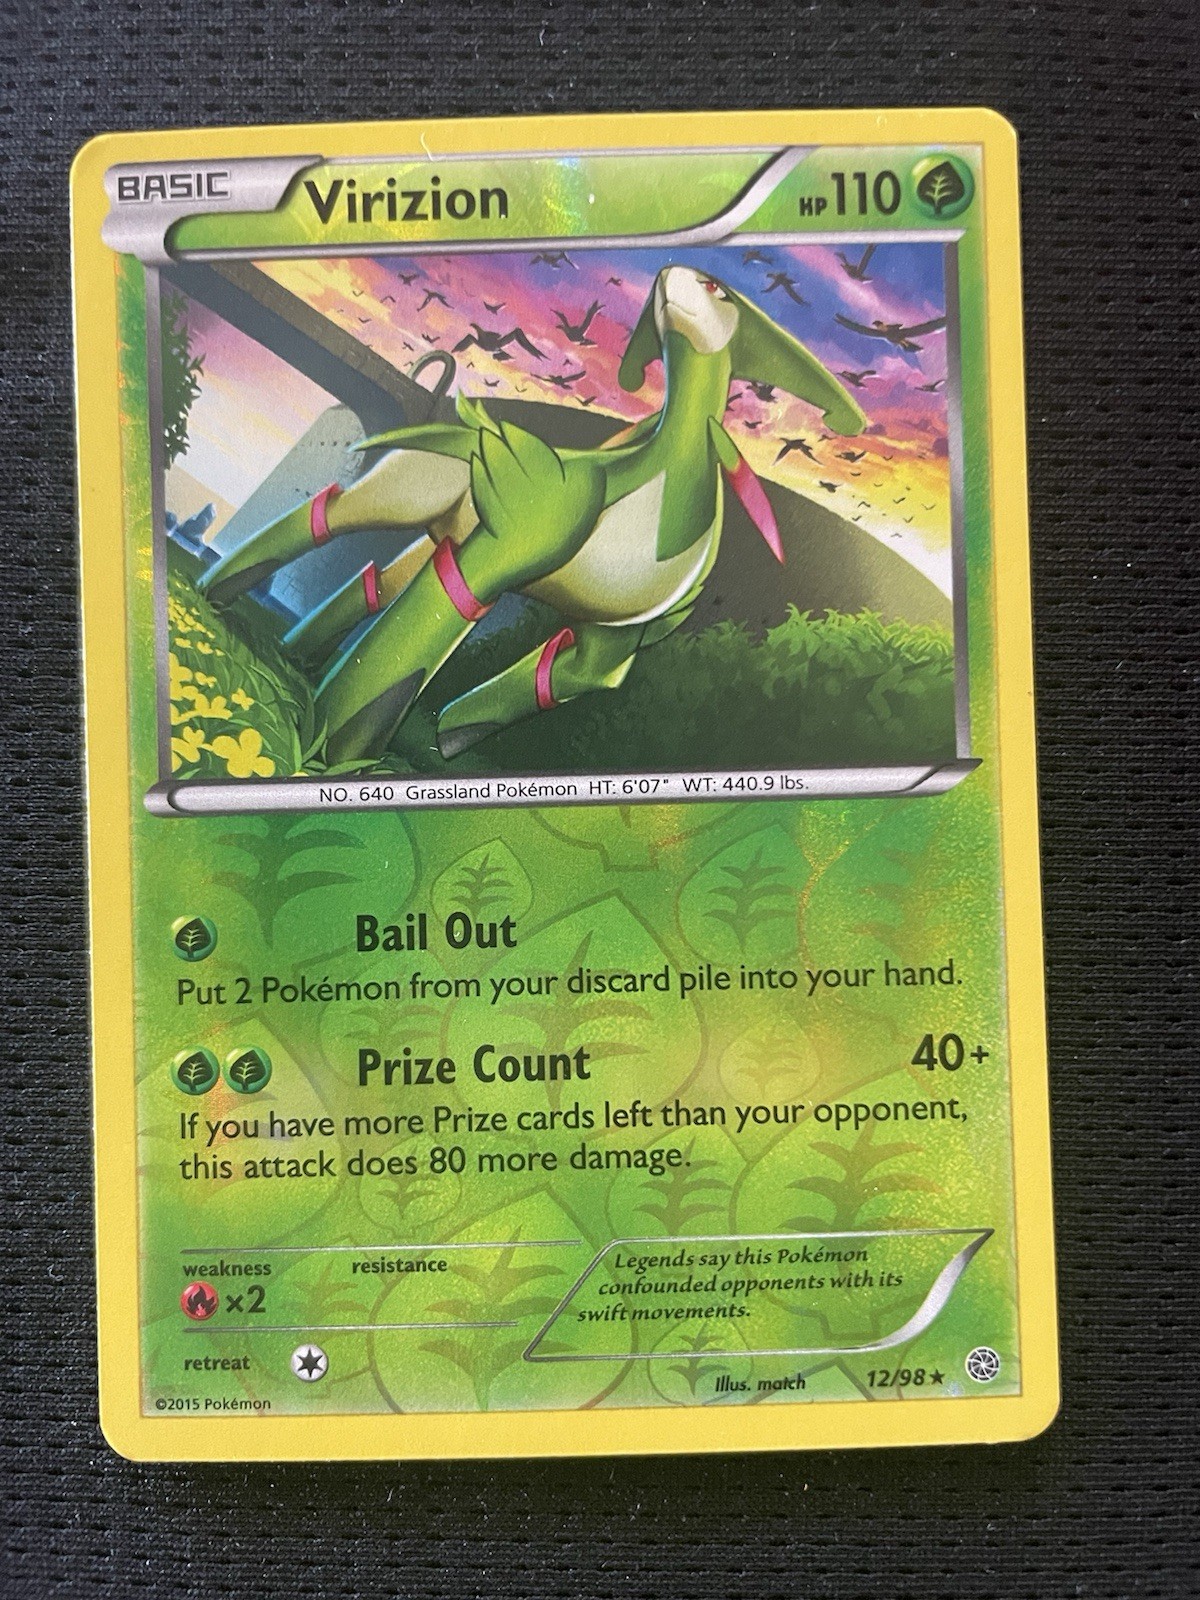 BASIC Virizion HP110
NO. 640 Grassland Pokémon HT: 6'07" WT: 440.9 lbs.
Bail Out
Put 2 Pokémon from your discard pile into your hand.
Prize Count 40+
If you have more Prize cards left than your opponent,
this attack does 80 more damage.
weakness resistance
×2
retreat
Legends say this Pokémon
confounded opponents with its
swift movements.
Illus. match 12/98★
©2015 Pokémon